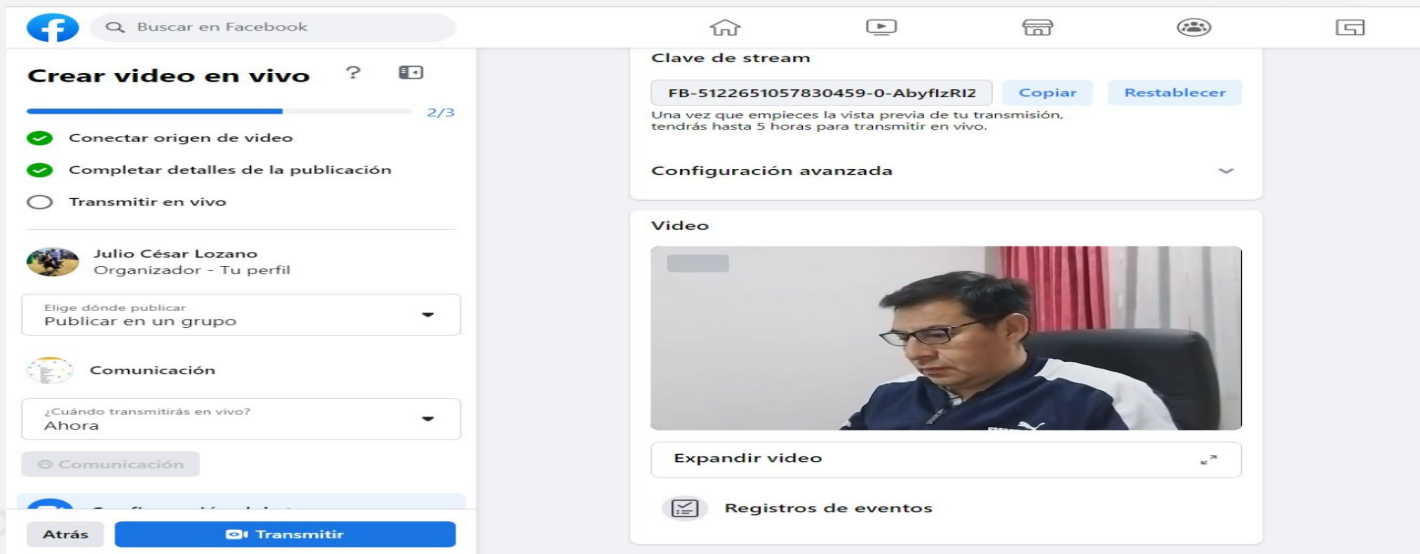 Buscar en Facebook
Crear video en vivo
?
2/3
Conectar origen de video
Completar detalles de la publicación
Transmitir en vivo
Julio César Lozano
Organizador - Tu perfil
Elige dónde publicar
Publicar en un grupo
Comunicación
¿Cuándo transmitirás en vivo?
Ahora
Comunicación
Atrás
Transmitir
Clave de stream
FB-5122651057830459-0-AbyfIzRI2
Copiar
Restablecer
Una vez que empieces la vista previa de tu transmisión,
tendrás hasta 5 horas para transmitir en vivo.
Configuración avanzada
Video
Expandir video
Registros de eventos